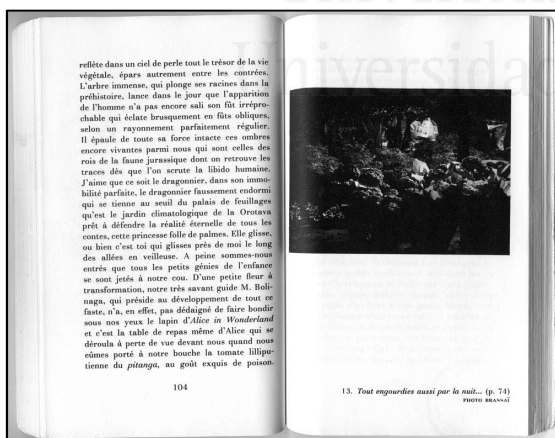 reflète dans un ciel de perle tout le trésor de la vie
végétale, épars autrement entre les contrées.
L'arbre immense, qui plonge ses racines dans la
préhistoire, lance dans le jour que l'apparition
de l'homme n'a pas encore sali son fût irrépro-
chable qui éclate brusquement en fûts obliques,
selon un rayonnement parfaitement régulier.
Il épaule de toute sa force intacte ces ombres
encore vivantes parmi nous qui sont celles des
rois de la faune jurassique dont on retrouve les
traces dès que l'on scrute la libido humaine.
J'aime que ce soit le dragonnier, dans son immo-
bilité parfaite, le dragonnier faussement endormi
qui se tienne au seuil du palais de feuillages
qu'est le jardin climatologique de la Orotava
prêt à défendre la réalité éternelle de tous les
contes, cette princesse folle de palmes. Elle glisse,
ou bien c'est toi qui glisses près de moi le long
des allées en veilleuse. A peine sommes-nous
entrés que tous les petits génies de l'enfance
se sont jetés à notre cou. D'une petite fleur à
transformation, notre très savant guide M. Boli-
naga, qui préside au développement de tout ce
faste, n'a, en effet, pas dédaigné de faire bondir
sous nos yeux le lapin d'Alice in Wonderland
et c'est la table de repas même d'Alice qui se
déroula à perte de vue devant nous quand nous
eûmes porté à notre bouche la tomate lillipu-
tienne du pitanga, au goût exquis de poison.
104
Universidad
13. Tout engourdies aussi par la nuit... (p. 74)
PHOTO BRASSAÏ